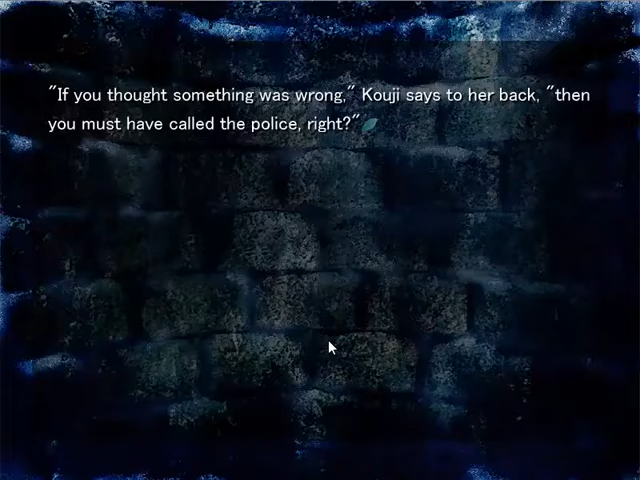 "If you thought something was wrong," Kouji says to her back, "then
you must have called the police, right?"